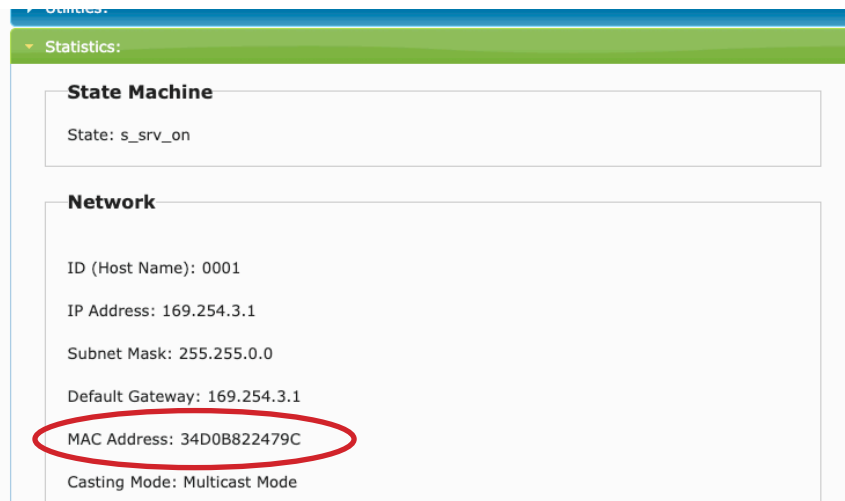 Utilities:
Statistics:
State Machine
State: s_srv_on
Network
ID (Host Name): 0001
IP Address: 169.254.3.1
Subnet Mask: 255.255.0.0
Default Gateway: 169.254.3.1
MAC Address: 34D0B822479C
Casting Mode: Multicast Mode